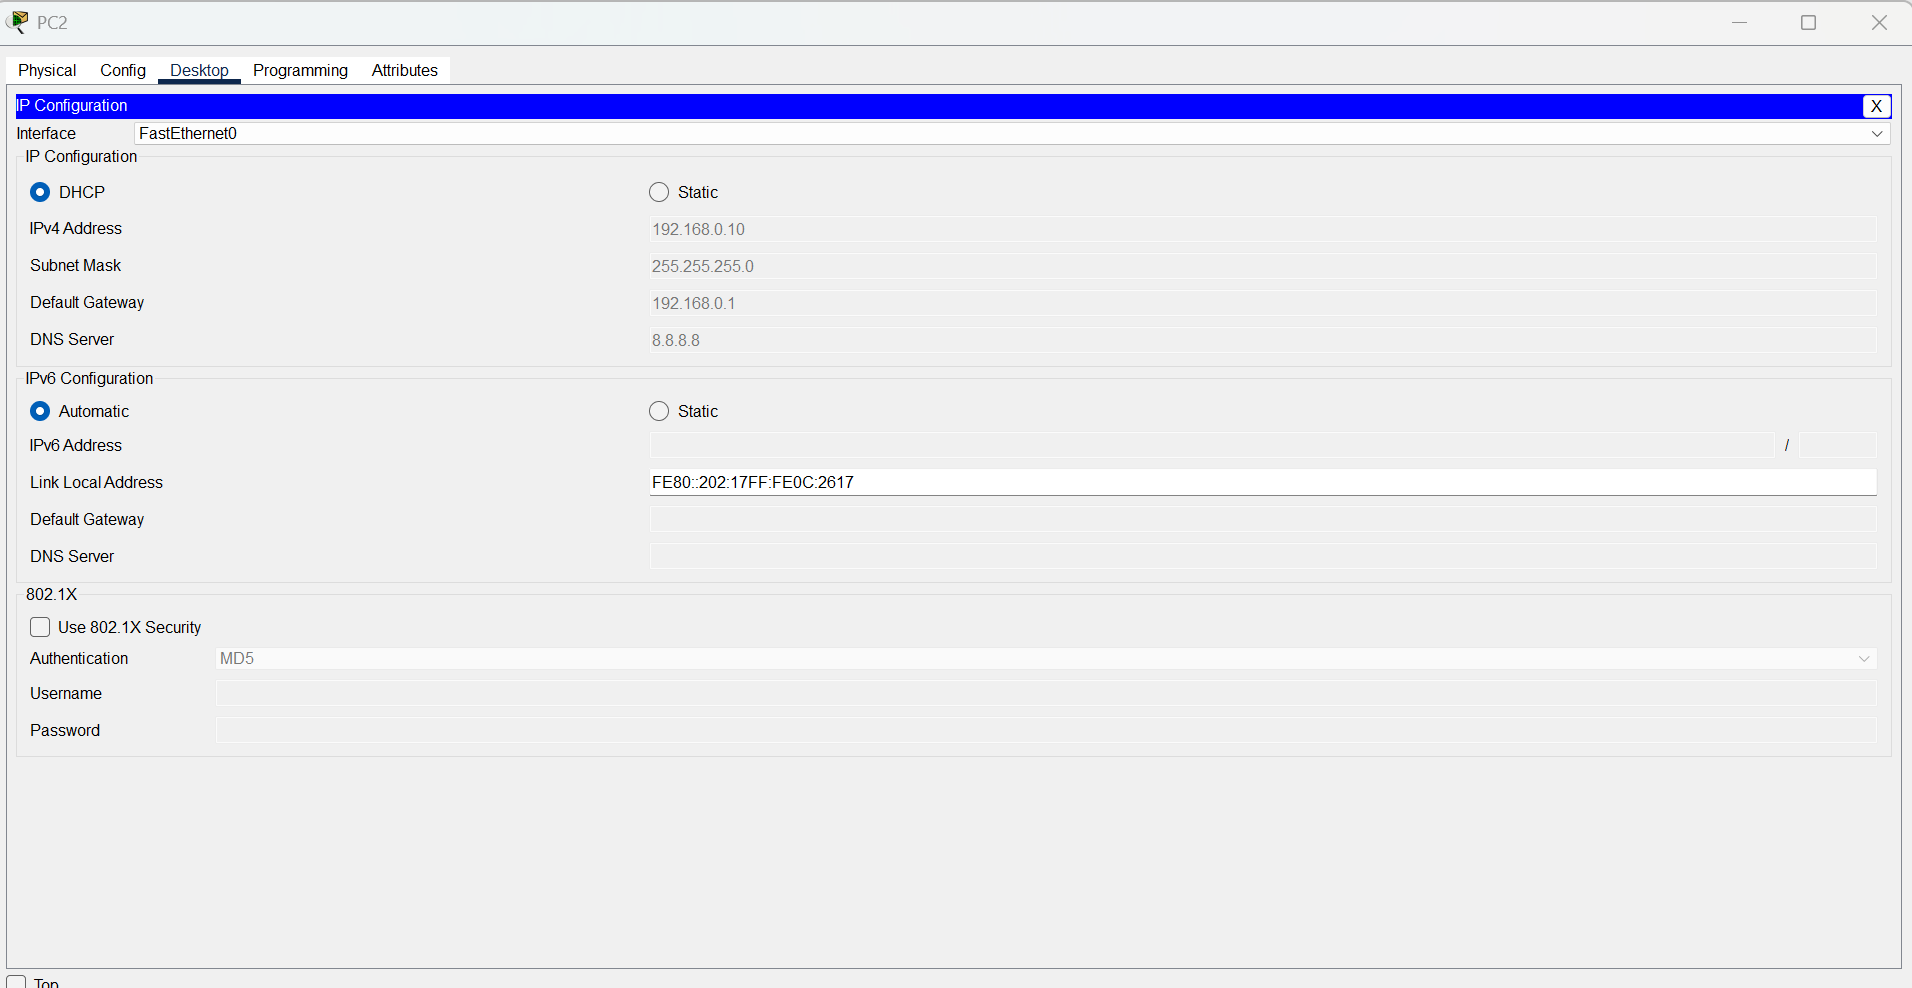 PC2
Physical Config Desktop Programming Attributes
IP Configuration X
Interface FastEthernet0
IP Configuration
DHCP Static
IPv4 Address 192.168.0.10
Subnet Mask 255.255.255.0
Default Gateway 192.168.0.1
DNS Server 8.8.8.8
IPv6 Configuration
Automatic Static
IPv6 Address /
Link Local Address FE80::202:17FF:FE0C:2617
Default Gateway
DNS Server
802.1X
Use 802.1X Security
Authentication MD5
Username
Password
Top